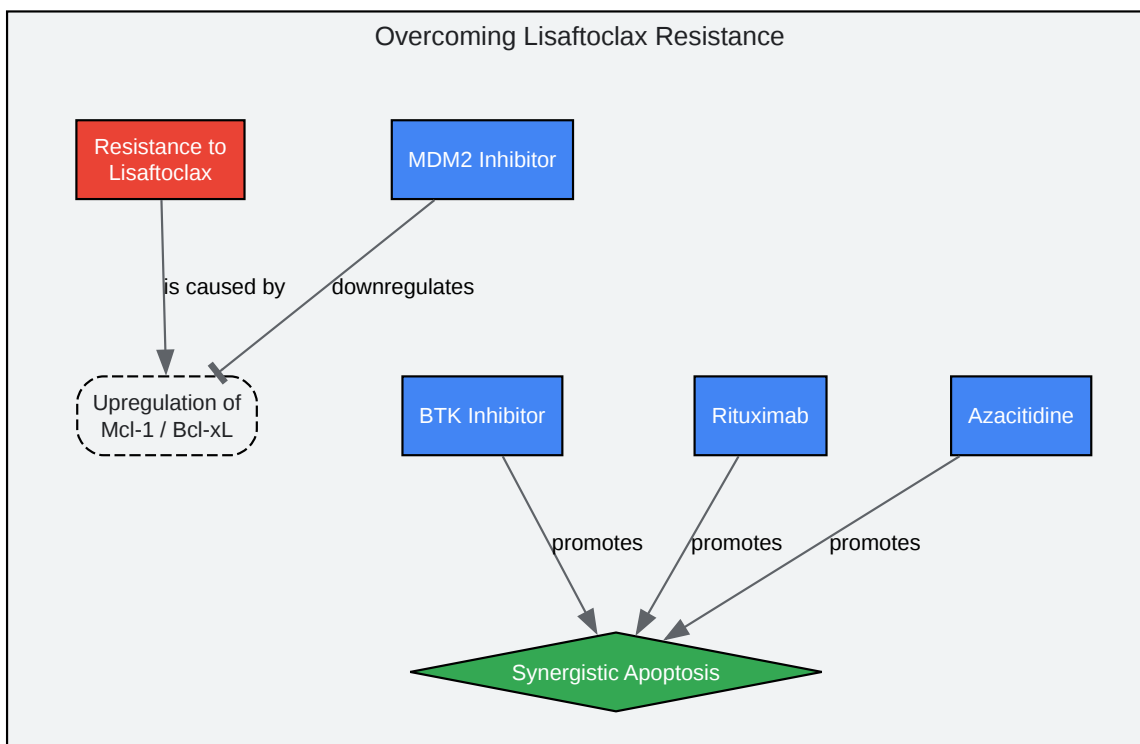 Overcoming Lisaftoclax Resistance
Resistance to
Lisaftoclax
MDM2 Inhibitor
is caused by
downregulates
Upregulation of
Mcl-1 / Bcl-xL
BTK Inhibitor
Rituximab
Azacitidine
promotes
promotes
promotes
Synergistic Apoptosis